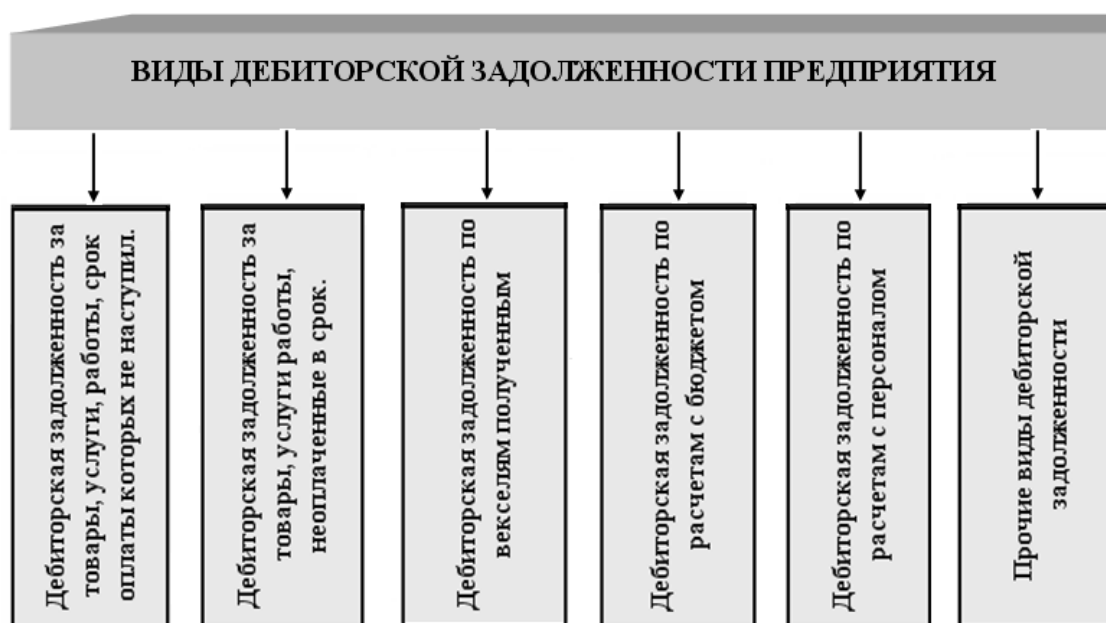 ВИДЫ ДЕБИТОРСКОЙ ЗАДОЛЖЕННОСТИ ПРЕДПРИЯТИЯ
Дебиторская задолженность за
товары, услуги, работы, срок
оплаты которых не наступил.
Дебиторская задолженность за
товары, услуги работы,
неоплаченные в срок.
Дебиторская задолженность по
векселям полученным
Дебиторская задолженность по
расчетам с бюджетом
Дебиторская задолженность по
расчетам с персоналом
Прочие виды дебиторской
задолженности